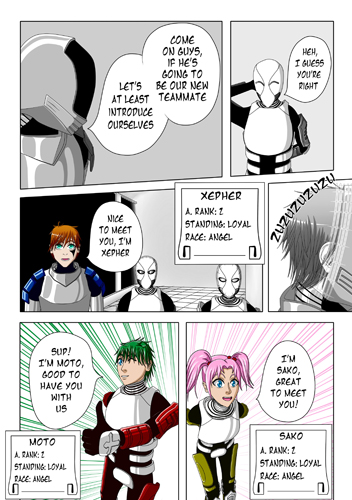 COME
ON GUYS,
IF HE'S
GOING TO
BE OUR NEW
TEAMMATE
LET'S
AT LEAST
INTRODUCE
OURSELVES
HEH,
I GUESS
YOU'RE
RIGHT
NICE
TO MEET
YOU, I'M
XEPHER
XEPHER
A. RANK: 2
STANDING: LOYAL
RACE: ANGEL
ZUZUZUZUZU
SUP!
I'M MOTO,
GOOD TO
HAVE YOU
WITH
US
MOTO
A. RANK: 2
STANDING: LOYAL
RACE: ANGEL
I'M
SAKO,
GREAT
TO MEET
YOU!
SAKO
A. RANK: 2
STANDING: LOYAL
RACE: ANGEL